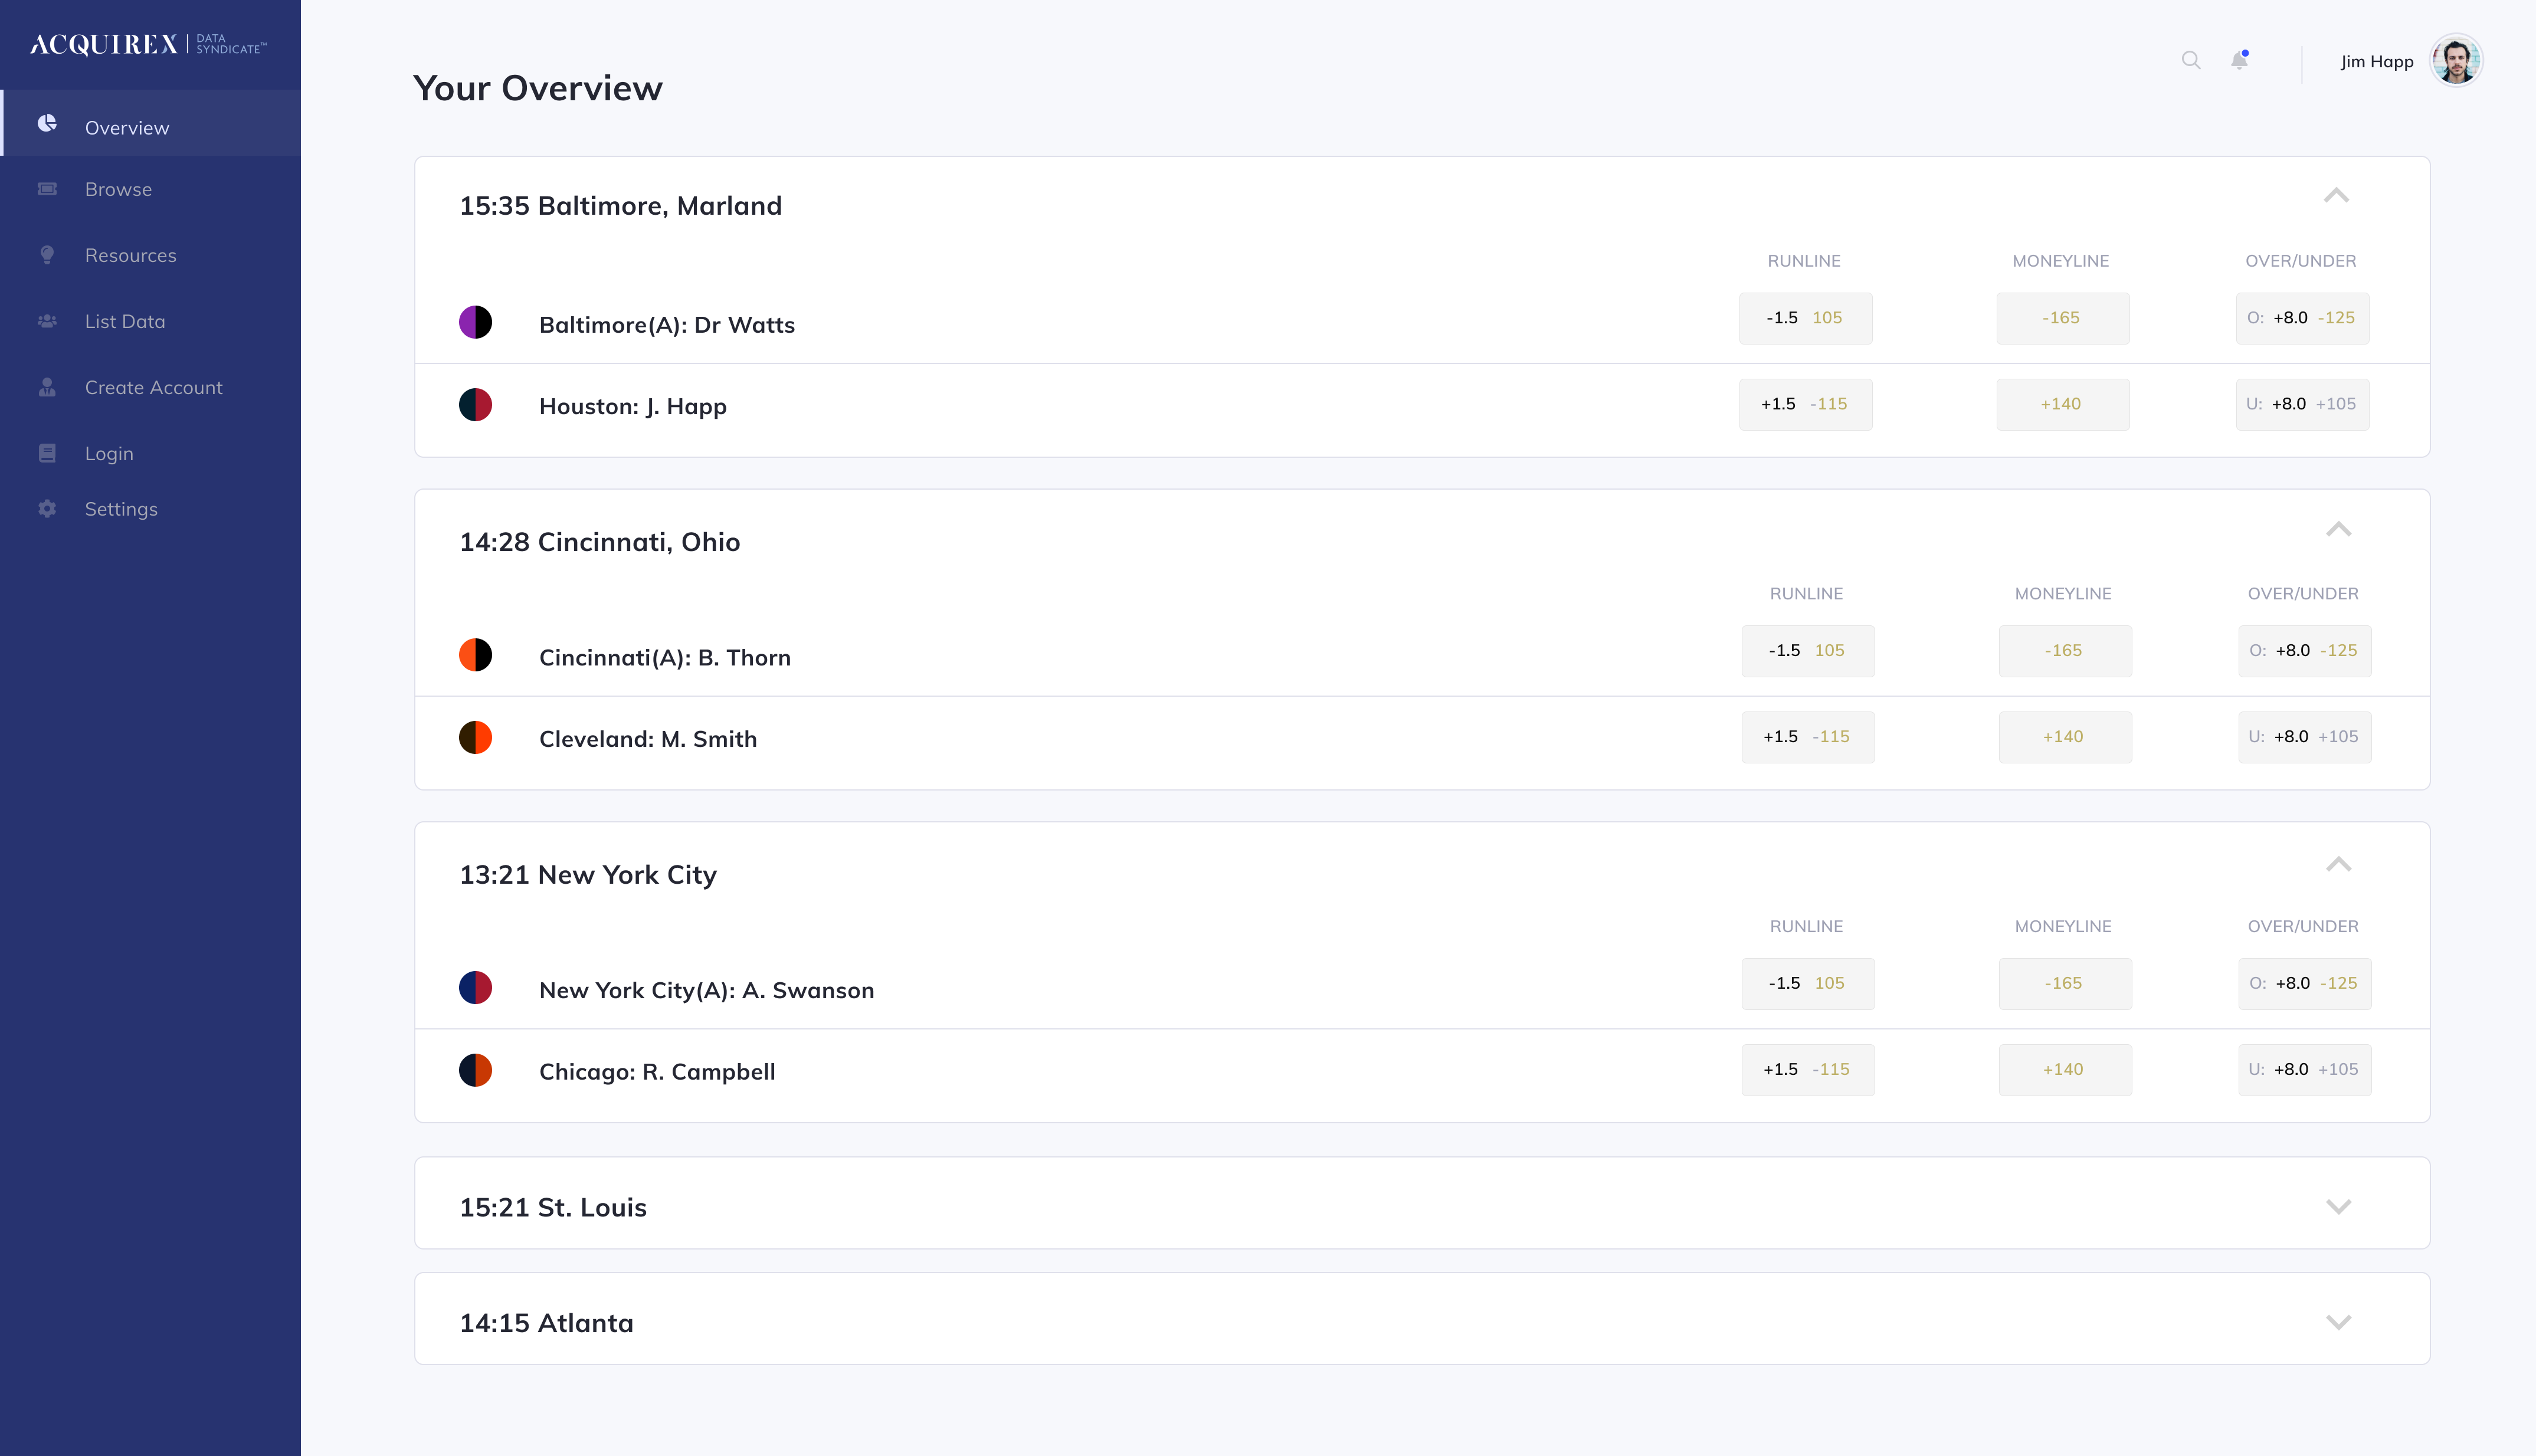 ACQUIREX | DATA SYNDICATE™
Overview
Browse
Resources
List Data
Create Account
Login
Settings
Jim Happ
Your Overview
15:35 Baltimore, Marland
RUNLINE MONEYLINE OVER/UNDER
Baltimore(A): Dr Watts -1.5 105 -165 O: +8.0 -125
Houston: J. Happ +1.5 -115 +140 U: +8.0 +105
14:28 Cincinnati, Ohio
RUNLINE MONEYLINE OVER/UNDER
Cincinnati(A): B. Thorn -1.5 105 -165 O: +8.0 -125
Cleveland: M. Smith +1.5 -115 +140 U: +8.0 +105
13:21 New York City
RUNLINE MONEYLINE OVER/UNDER
New York City(A): A. Swanson -1.5 105 -165 O: +8.0 -125
Chicago: R. Campbell +1.5 -115 +140 U: +8.0 +105
15:21 St. Louis
14:15 Atlanta